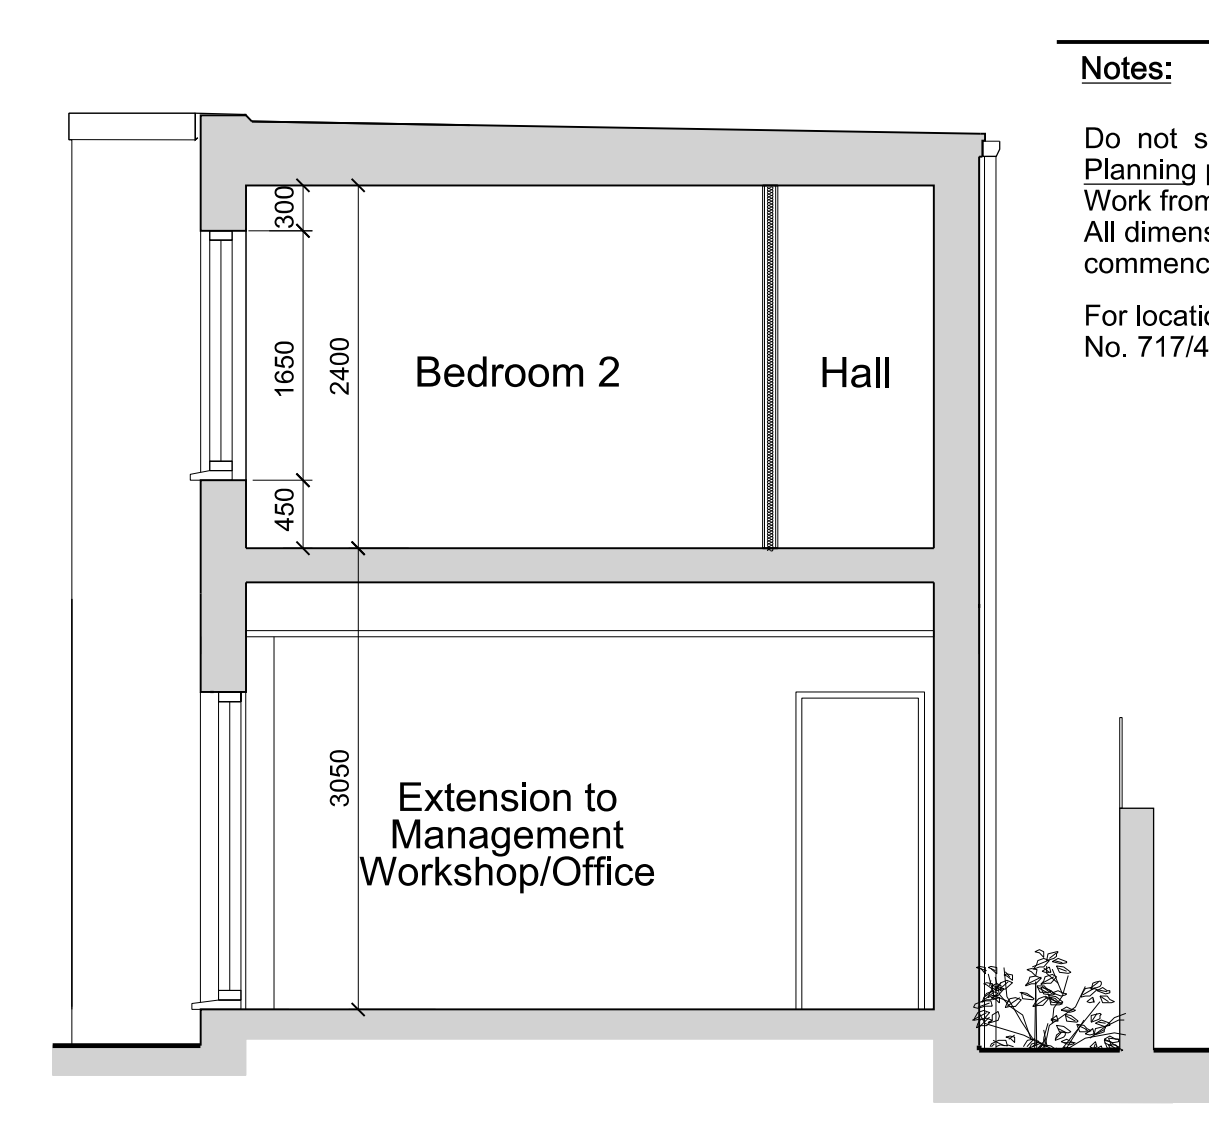 Notes:
Do not s
Planning p
Work from
All dimens
commenc
For locatio
No. 717/4
300
1650
2400
450
Bedroom 2
Hall
3050
Extension to
Management
Workshop/Office